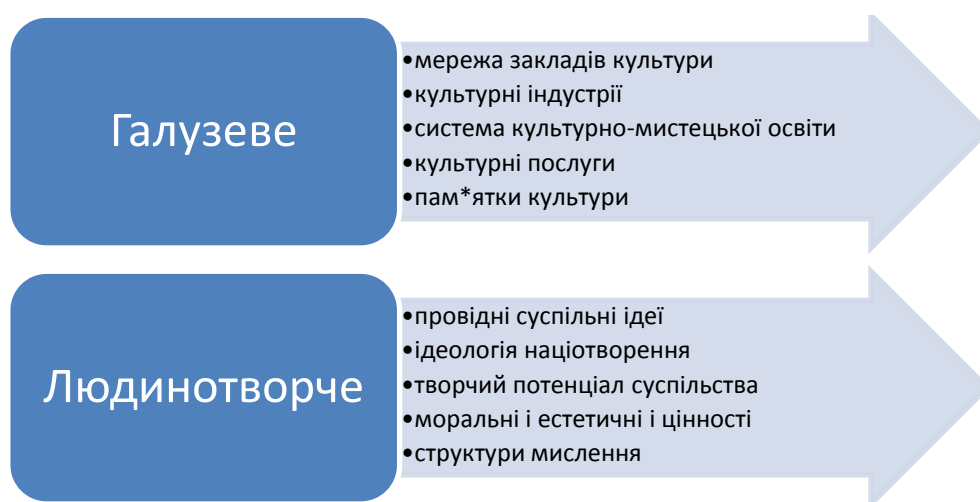 Галузеве
•мережа закладів культури
•культурні індустрії
•система культурно-мистецької освіти
•культурні послуги
•пам*ятки культури
Людинотворче
•провідні суспільні ідеї
•ідеологія націотворення
•творчий потенціал суспільства
•моральні і естетичні і цінності
•структури мислення